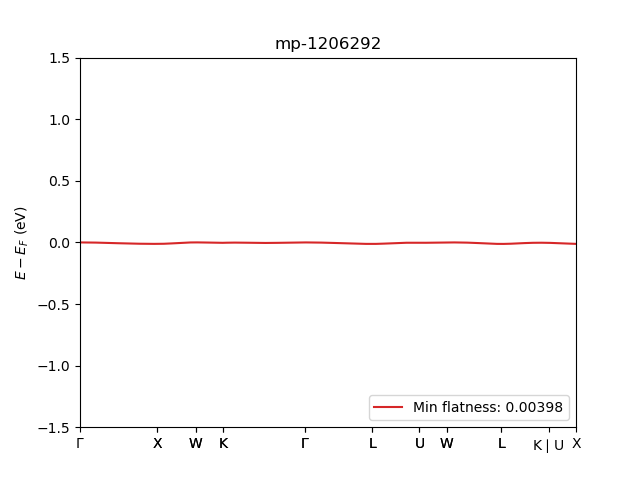 mp-1206292
E − E_F (eV)
1.5
1.0
0.5
0.0
−0.5
−1.0
−1.5
Min flatness: 0.00398
Γ X W K Γ L U W L K | U X